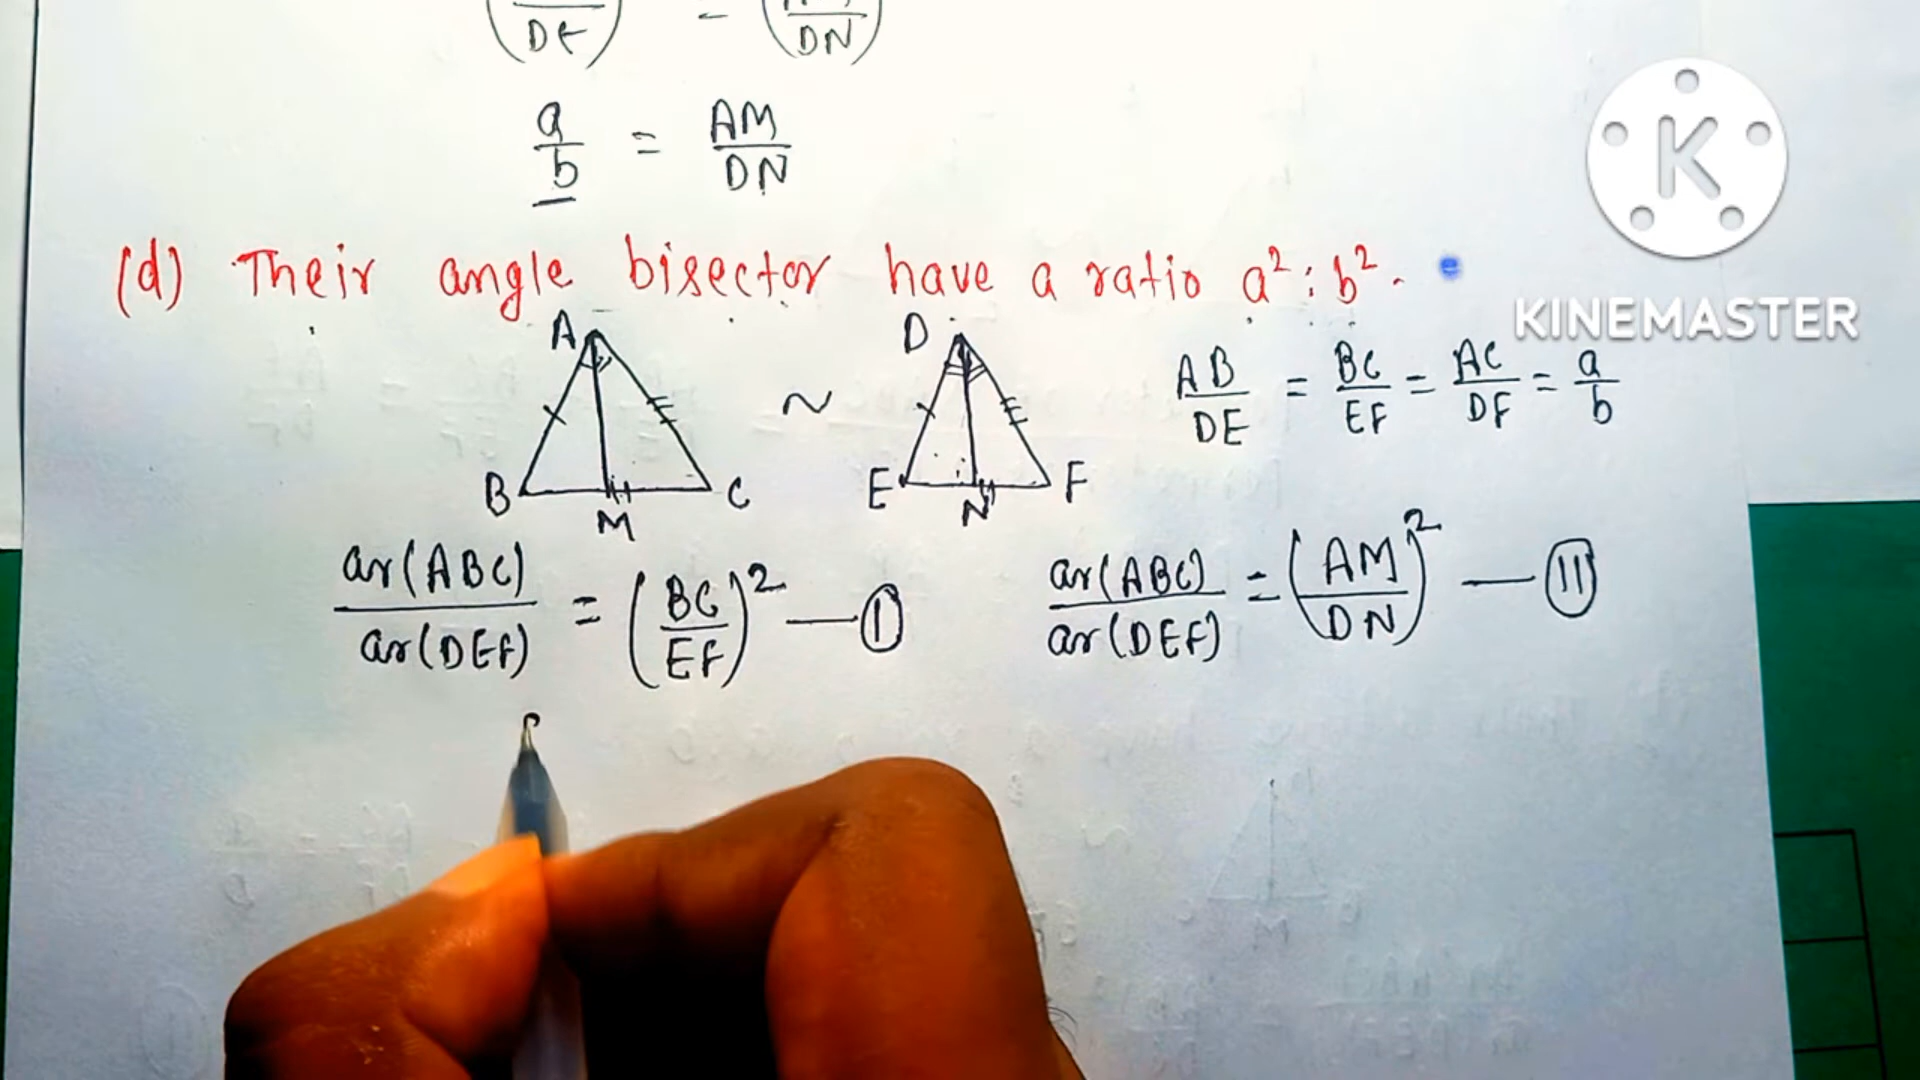 DE = DN
a/b = AM/DN
(d) Their angle bisector have a ratio a²:b².
K
KINEMASTER
A D
~
AB/DE = BC/EF = AC/DF = a/b
B M C E N F
ar(ABC)/ar(DEF) = (BC/EF)² — I ar(ABC)/ar(DEF) = (AM/DN)² — II
M